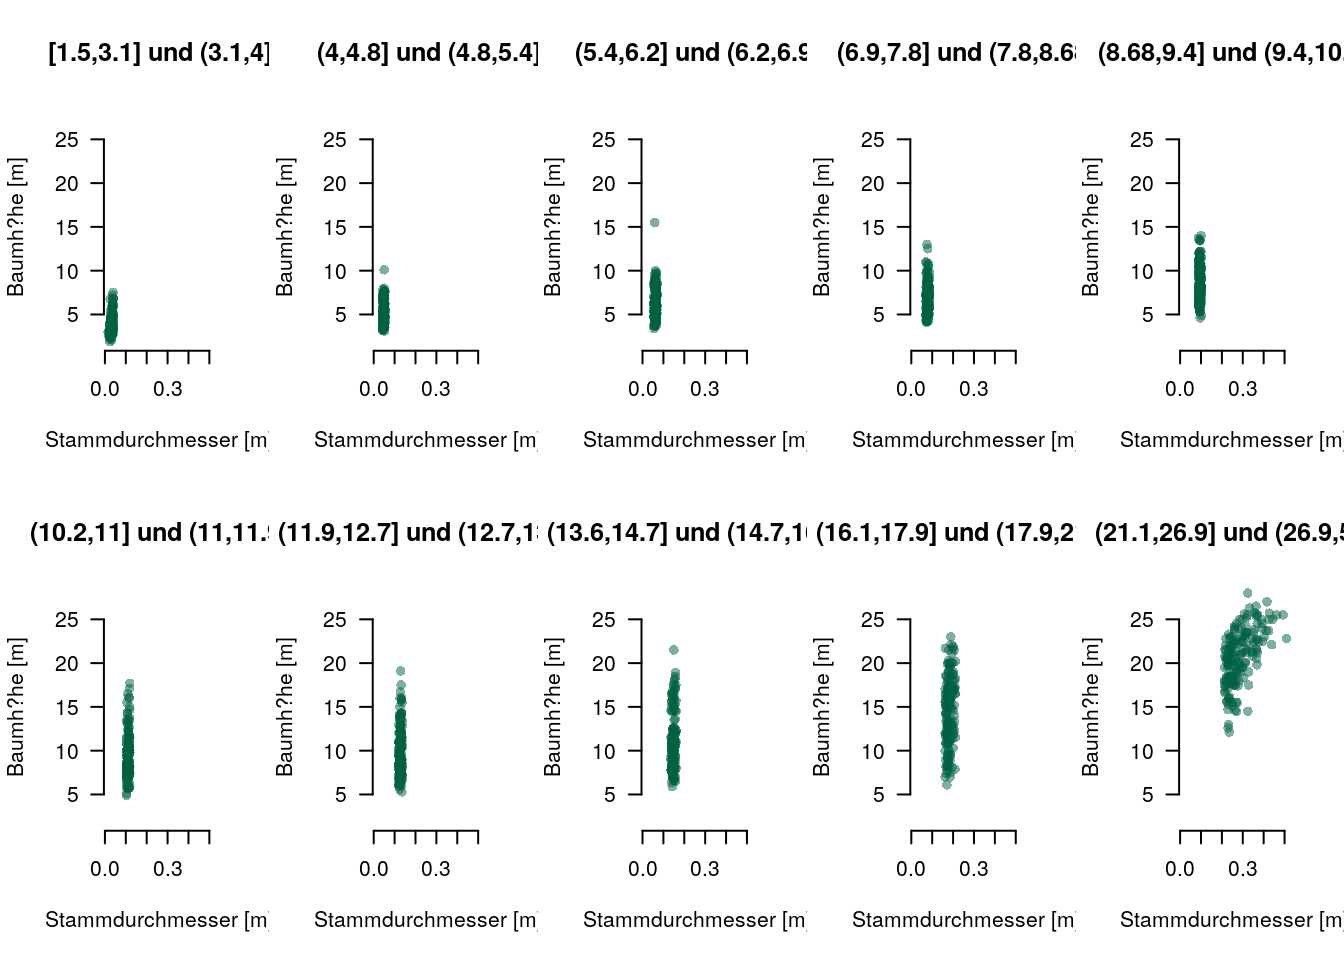 [1.5,3.1] und (3.1,4]
(4,4.8] und (4.8,5.4]
(5.4,6.2] und (6.2,6.9
(6.9,7.8] und (7.8,8.68
(8.68,9.4] und (9.4,10.
25
20
15
10
5
Baumh?he [m]
0.0 0.3
Stammdurchmesser [m]
25
20
15
10
5
Baumh?he [m]
0.0 0.3
Stammdurchmesser [m]
25
20
15
10
5
Baumh?he [m]
0.0 0.3
Stammdurchmesser [m]
25
20
15
10
5
Baumh?he [m]
0.0 0.3
Stammdurchmesser [m]
25
20
15
10
5
Baumh?he [m]
0.0 0.3
Stammdurchmesser [m]
(10.2,11] und (11,11.9
(11.9,12.7] und (12.7,13
(13.6,14.7] und (14.7,16
(16.1,17.9] und (17.9,21
(21.1,26.9] und (26.9,5
25
20
15
10
5
Baumh?he [m]
0.0 0.3
Stammdurchmesser [m]
25
20
15
10
5
Baumh?he [m]
0.0 0.3
Stammdurchmesser [m]
25
20
15
10
5
Baumh?he [m]
0.0 0.3
Stammdurchmesser [m]
25
20
15
10
5
Baumh?he [m]
0.0 0.3
Stammdurchmesser [m]
25
20
15
10
5
Baumh?he [m]
0.0 0.3
Stammdurchmesser [m]